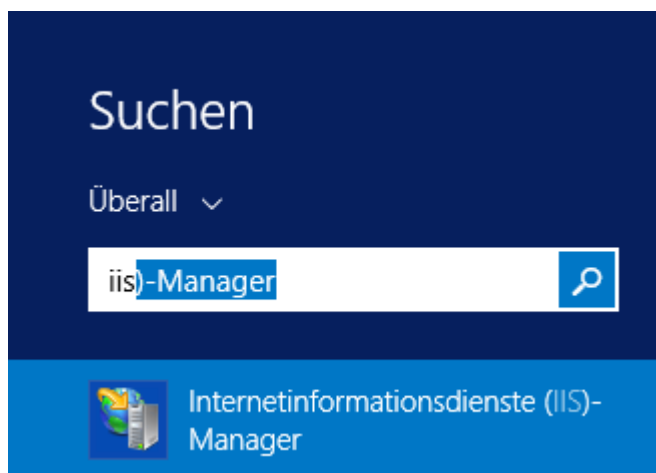 Suchen
Überall
iis)-Manager
Internetinformationsdienste (IIS)-
Manager